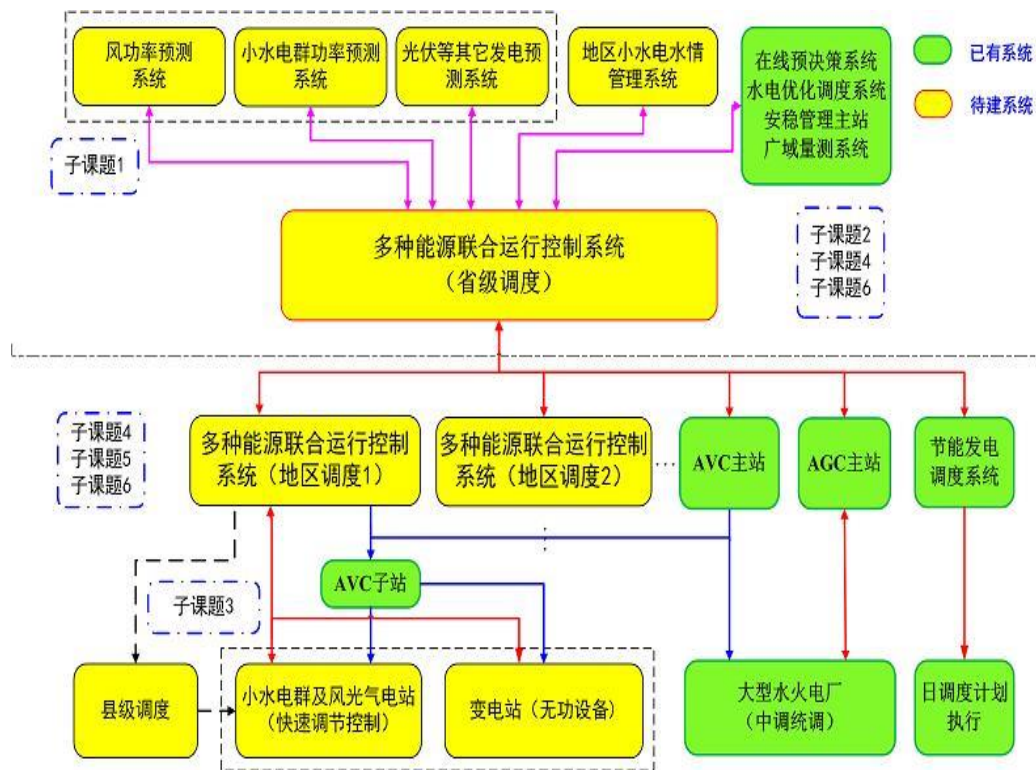 风功率预测
系统
小水电群功率预测
系统
光伏等其它发电预
测系统
地区小水电水情
管理系统
在线预决策系统
水电优化调度系统
安稳管理主站
广域量测系统
已有系统
待建系统
子课题1
多种能源联合运行控制系统
（省级调度）
子课题2
子课题4
子课题6
子课题4
子课题5
子课题6
多种能源联合运行控制
系统（地区调度1）
多种能源联合运行控制
系统（地区调度2）
...
AVC主站
AGC主站
节能发电
调度系统
AVC子站
子课题3
县级调度
小水电群及风光气电站
（快速调节控制）
变电站（无功设备）
大型水火电厂
（中调统调）
日调度计划
执行